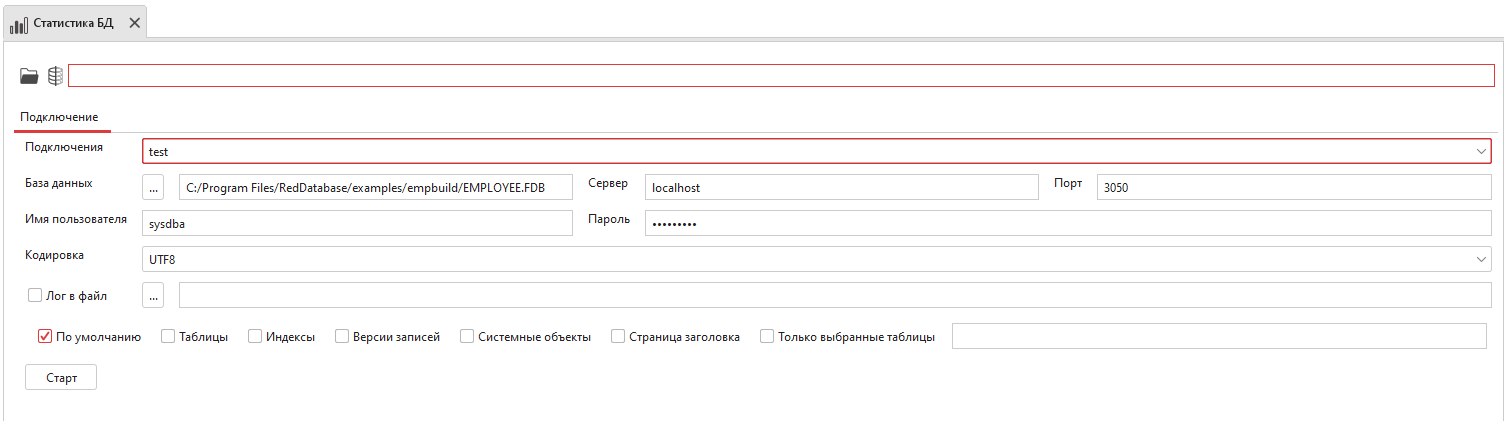 Статистика БД
Подключение
Подключения test
База данных ... C:/Program Files/RedDatabase/examples/empbuild/EMPLOYEE.FDB Сервер localhost Порт 3050
Имя пользователя sysdba Пароль •••••••••
Кодировка UTF8
Лог в файл ...
По умолчанию Таблицы Индексы Версии записей Системные объекты Страница заголовка Только выбранные таблицы
Старт